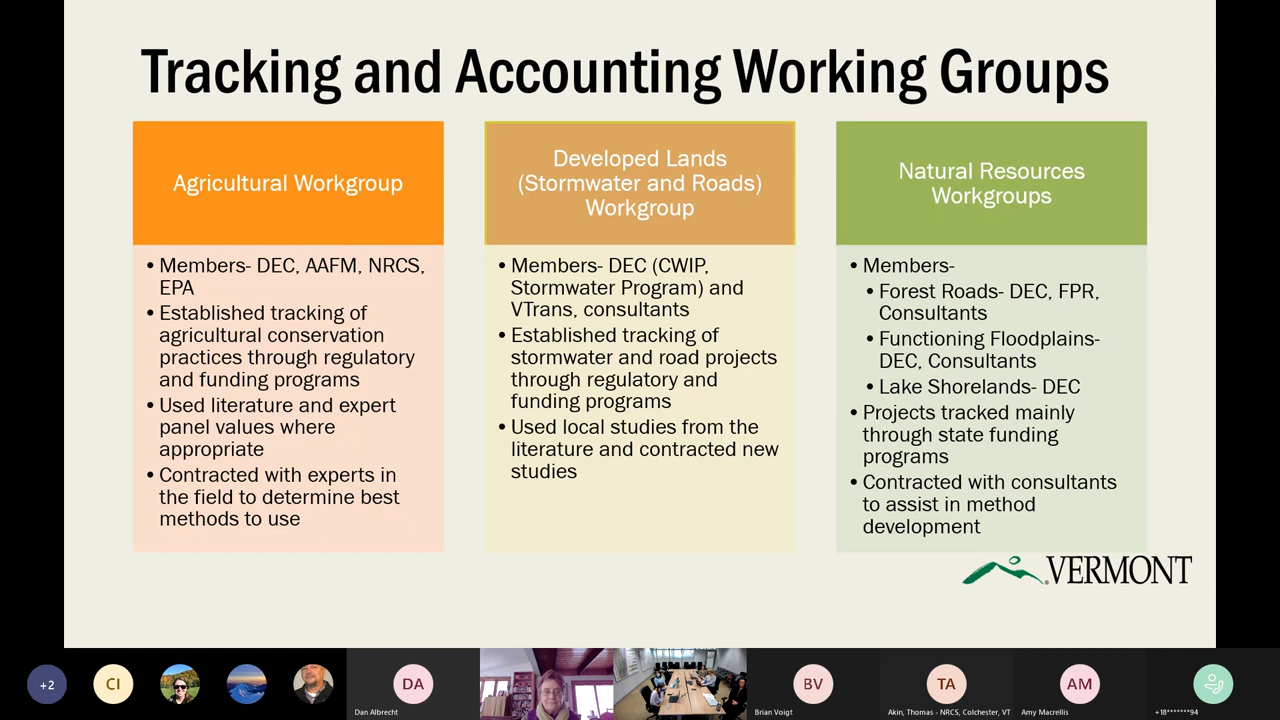 Tracking and Accounting Working Groups
Agricultural Workgroup
• Members- DEC, AAFM, NRCS,
EPA
• Established tracking of
agricultural conservation
practices through regulatory
and funding programs
• Used literature and expert
panel values where
appropriate
• Contracted with experts in
the field to determine best
methods to use
Developed Lands
(Stormwater and Roads)
Workgroup
• Members- DEC (CWIP,
Stormwater Program) and
VTrans, consultants
• Established tracking of
stormwater and road projects
through regulatory and
funding programs
• Used local studies from the
literature and contracted new
studies
Natural Resources
Workgroups
• Members-
• Forest Roads- DEC, FPR,
Consultants
• Functioning Floodplains-
DEC, Consultants
• Lake Shorelands- DEC
• Projects tracked mainly
through state funding
programs
• Contracted with consultants
to assist in method
development
VERMONT
+2
CI
DA
Dan Albrecht
BV
Brian Voigt
TA
Akin, Thomas - NRCS, Colchester, VT
AM
Amy Macrellis
+18*******94